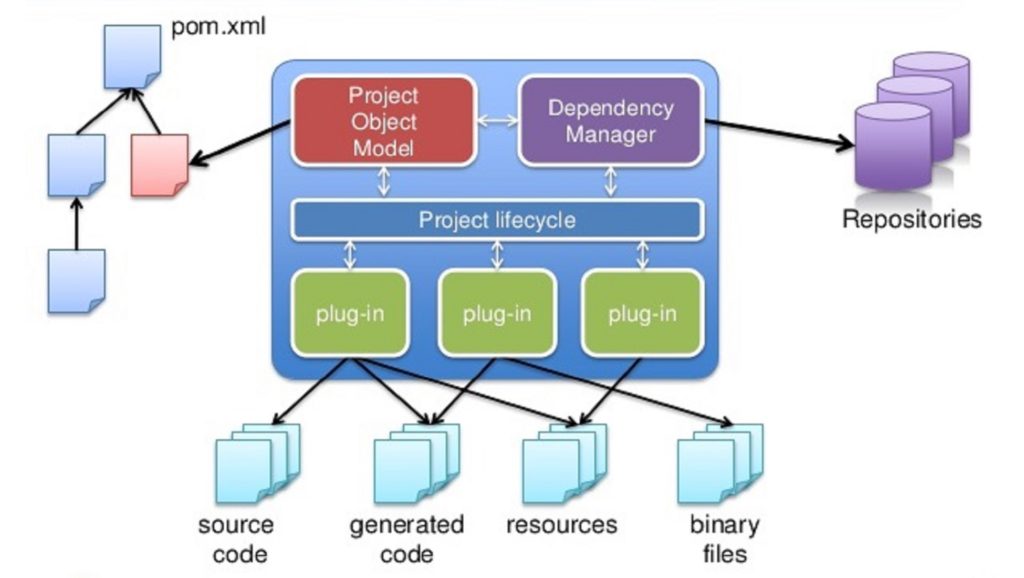 pom.xml
Project
Object
Model
Dependency
Manager
Project lifecycle
Repositories
plug-in
plug-in
plug-in
source
code
generated
code
resources
binary
files